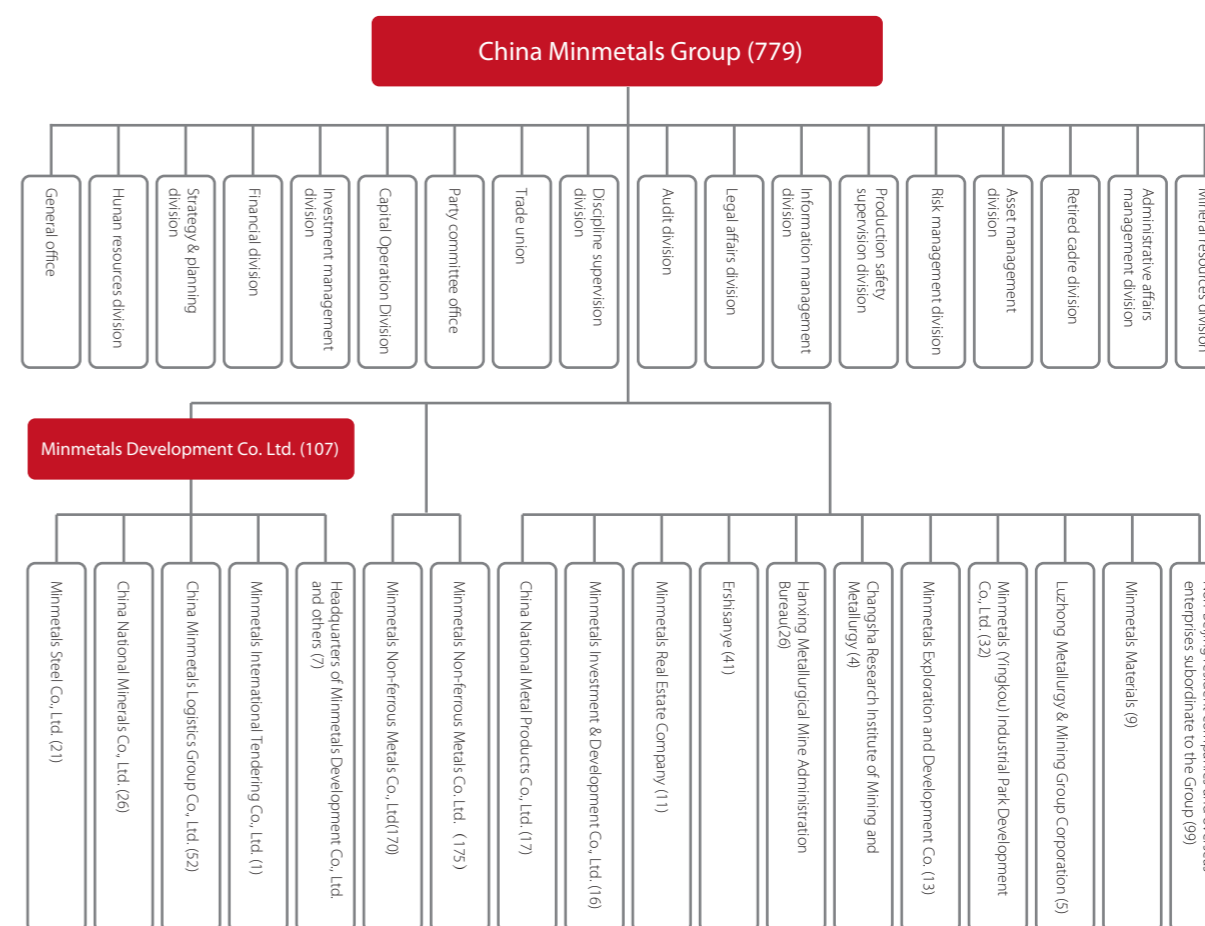 China Minmetals Group (779)
General office
Hunan resources division
Strategy & planning
division
Financial division
Investment management
division
Capital Operation Division
Party committee office
Trade union
Discipline supervision
division
Audit division
Legal affairs division
Information management
division
Production safety
supervision division
Risk management division
Asset management
division
Retired cadre division
Administrative affairs
management division
Mineral resources division
Minmetals Development Co. Ltd. (107)
Minmetals Steel Co., Ltd. (21)
China National Minerals Co., Ltd. (26)
China Minmetals Logistics Group Co., Ltd. (52)
Minmetals International Tendering Co., Ltd. (1)
Headquarters of Minmetals Development Co., Ltd.
and others (7)
Minmetals Non-ferrous Metals Co., Ltd(170)
Minmetals Non-ferrous Metals Co. Ltd. (175)
China National Metal Products Co., Ltd. (17)
Minmetals Investment & Development Co., Ltd. (16)
Minmetals Real Estate Company (11)
Ershisanye (41)
Hanxing Metallurgical Mine Administration
Bureau(26)
Changsha Research Institute of Mining and
Metallurgy (4)
Minmetals Exploration and Development Co. (13)
Minmetals (Yingkou) Industrial Park Development
Co., Ltd. (32)
Luzhong Metallurgy & Mining Group Corporation (5)
Minmetals Materials (9)
enterprises subordinate to the Group (99)